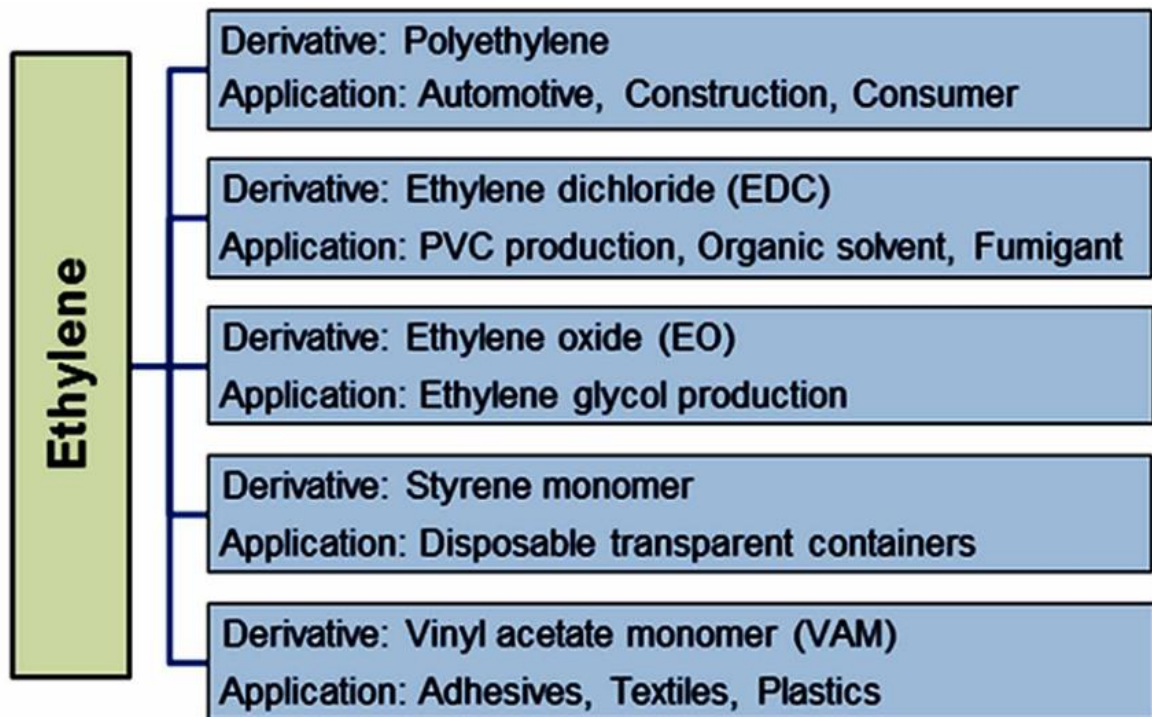 Ethylene
Derivative: Polyethylene
Application: Automotive, Construction, Consumer
Derivative: Ethylene dichloride (EDC)
Application: PVC production, Organic solvent, Fumigant
Derivative: Ethylene oxide (EO)
Application: Ethylene glycol production
Derivative: Styrene monomer
Application: Disposable transparent containers
Derivative: Vinyl acetate monomer (VAM)
Application: Adhesives, Textiles, Plastics